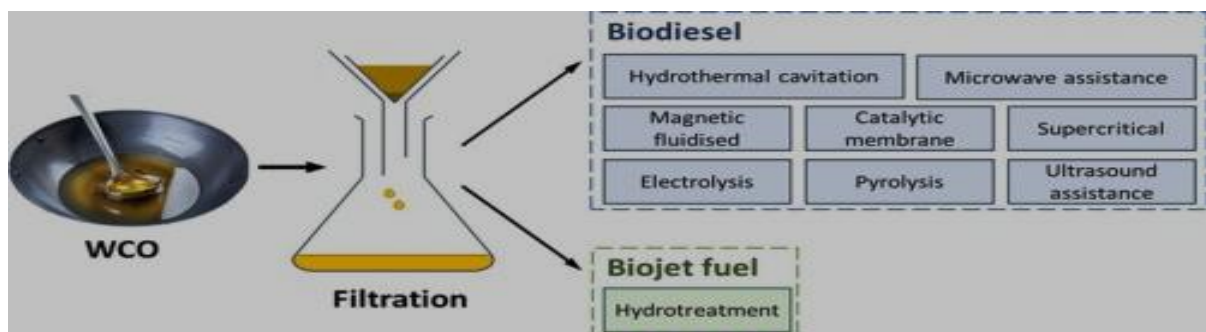 WCO
Filtration
Biodiesel
Hydrothermal cavitation
Microwave assistance
Magnetic
fluidised
Catalytic
membrane
Supercritical
Electrolysis
Pyrolysis
Ultrasound
assistance
Biojet fuel
Hydrotreatment